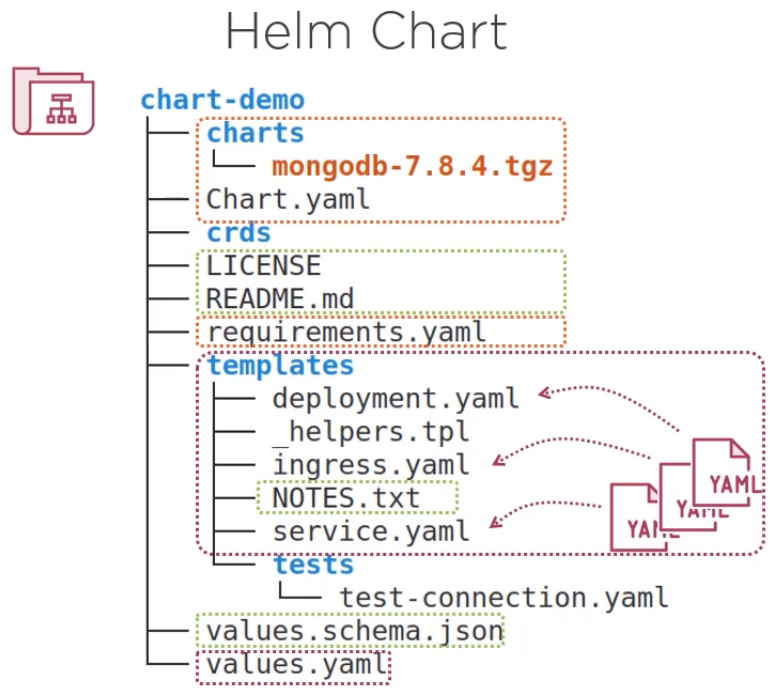 Helm Chart
chart-demo
charts
mongodb-7.8.4.tgz
Chart.yaml
crds
LICENSE
README.md
requirements.yaml
templates
deployment.yaml
_helpers.tpl
ingress.yaml
NOTES.txt
service.yaml
tests
test-connection.yaml
values.schema.json
values.yaml
YAML
YAML
YAML